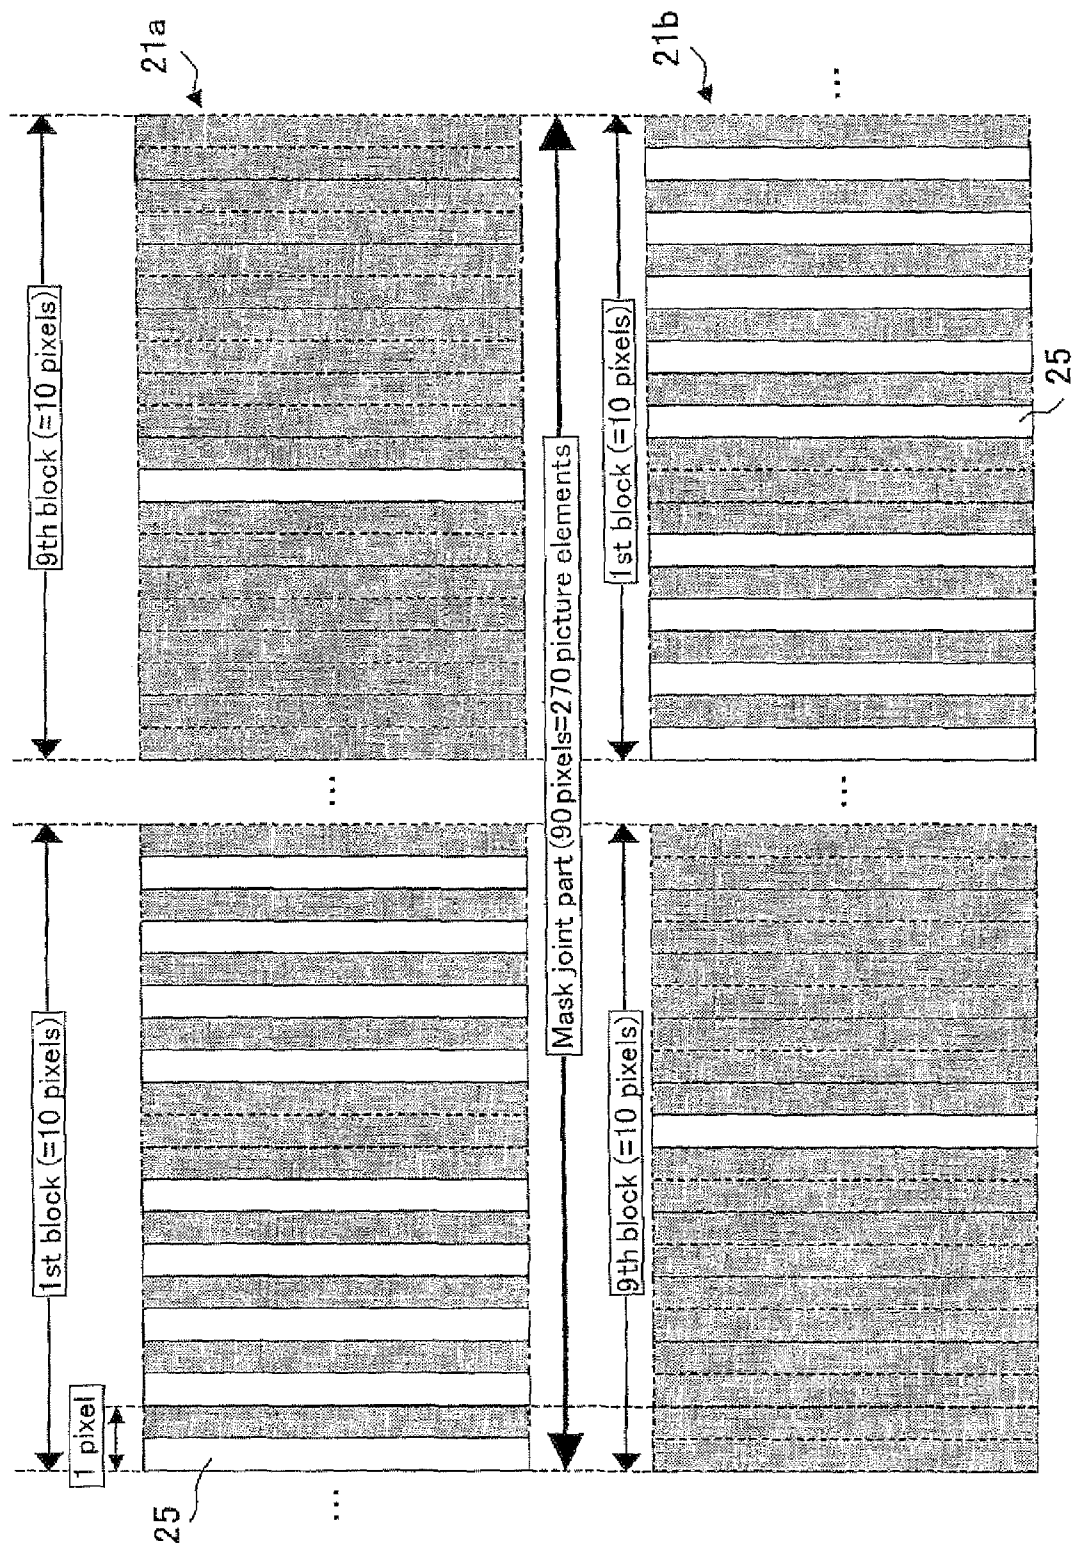 21a
1st block (=10 pixels)
9th block (=10 pixels)
1 pixel
25
...
...
Mask joint part (90 pixels=270 picture elements
21b
9th block (=10 pixels)
1st block (=10 pixels)
...
...
25